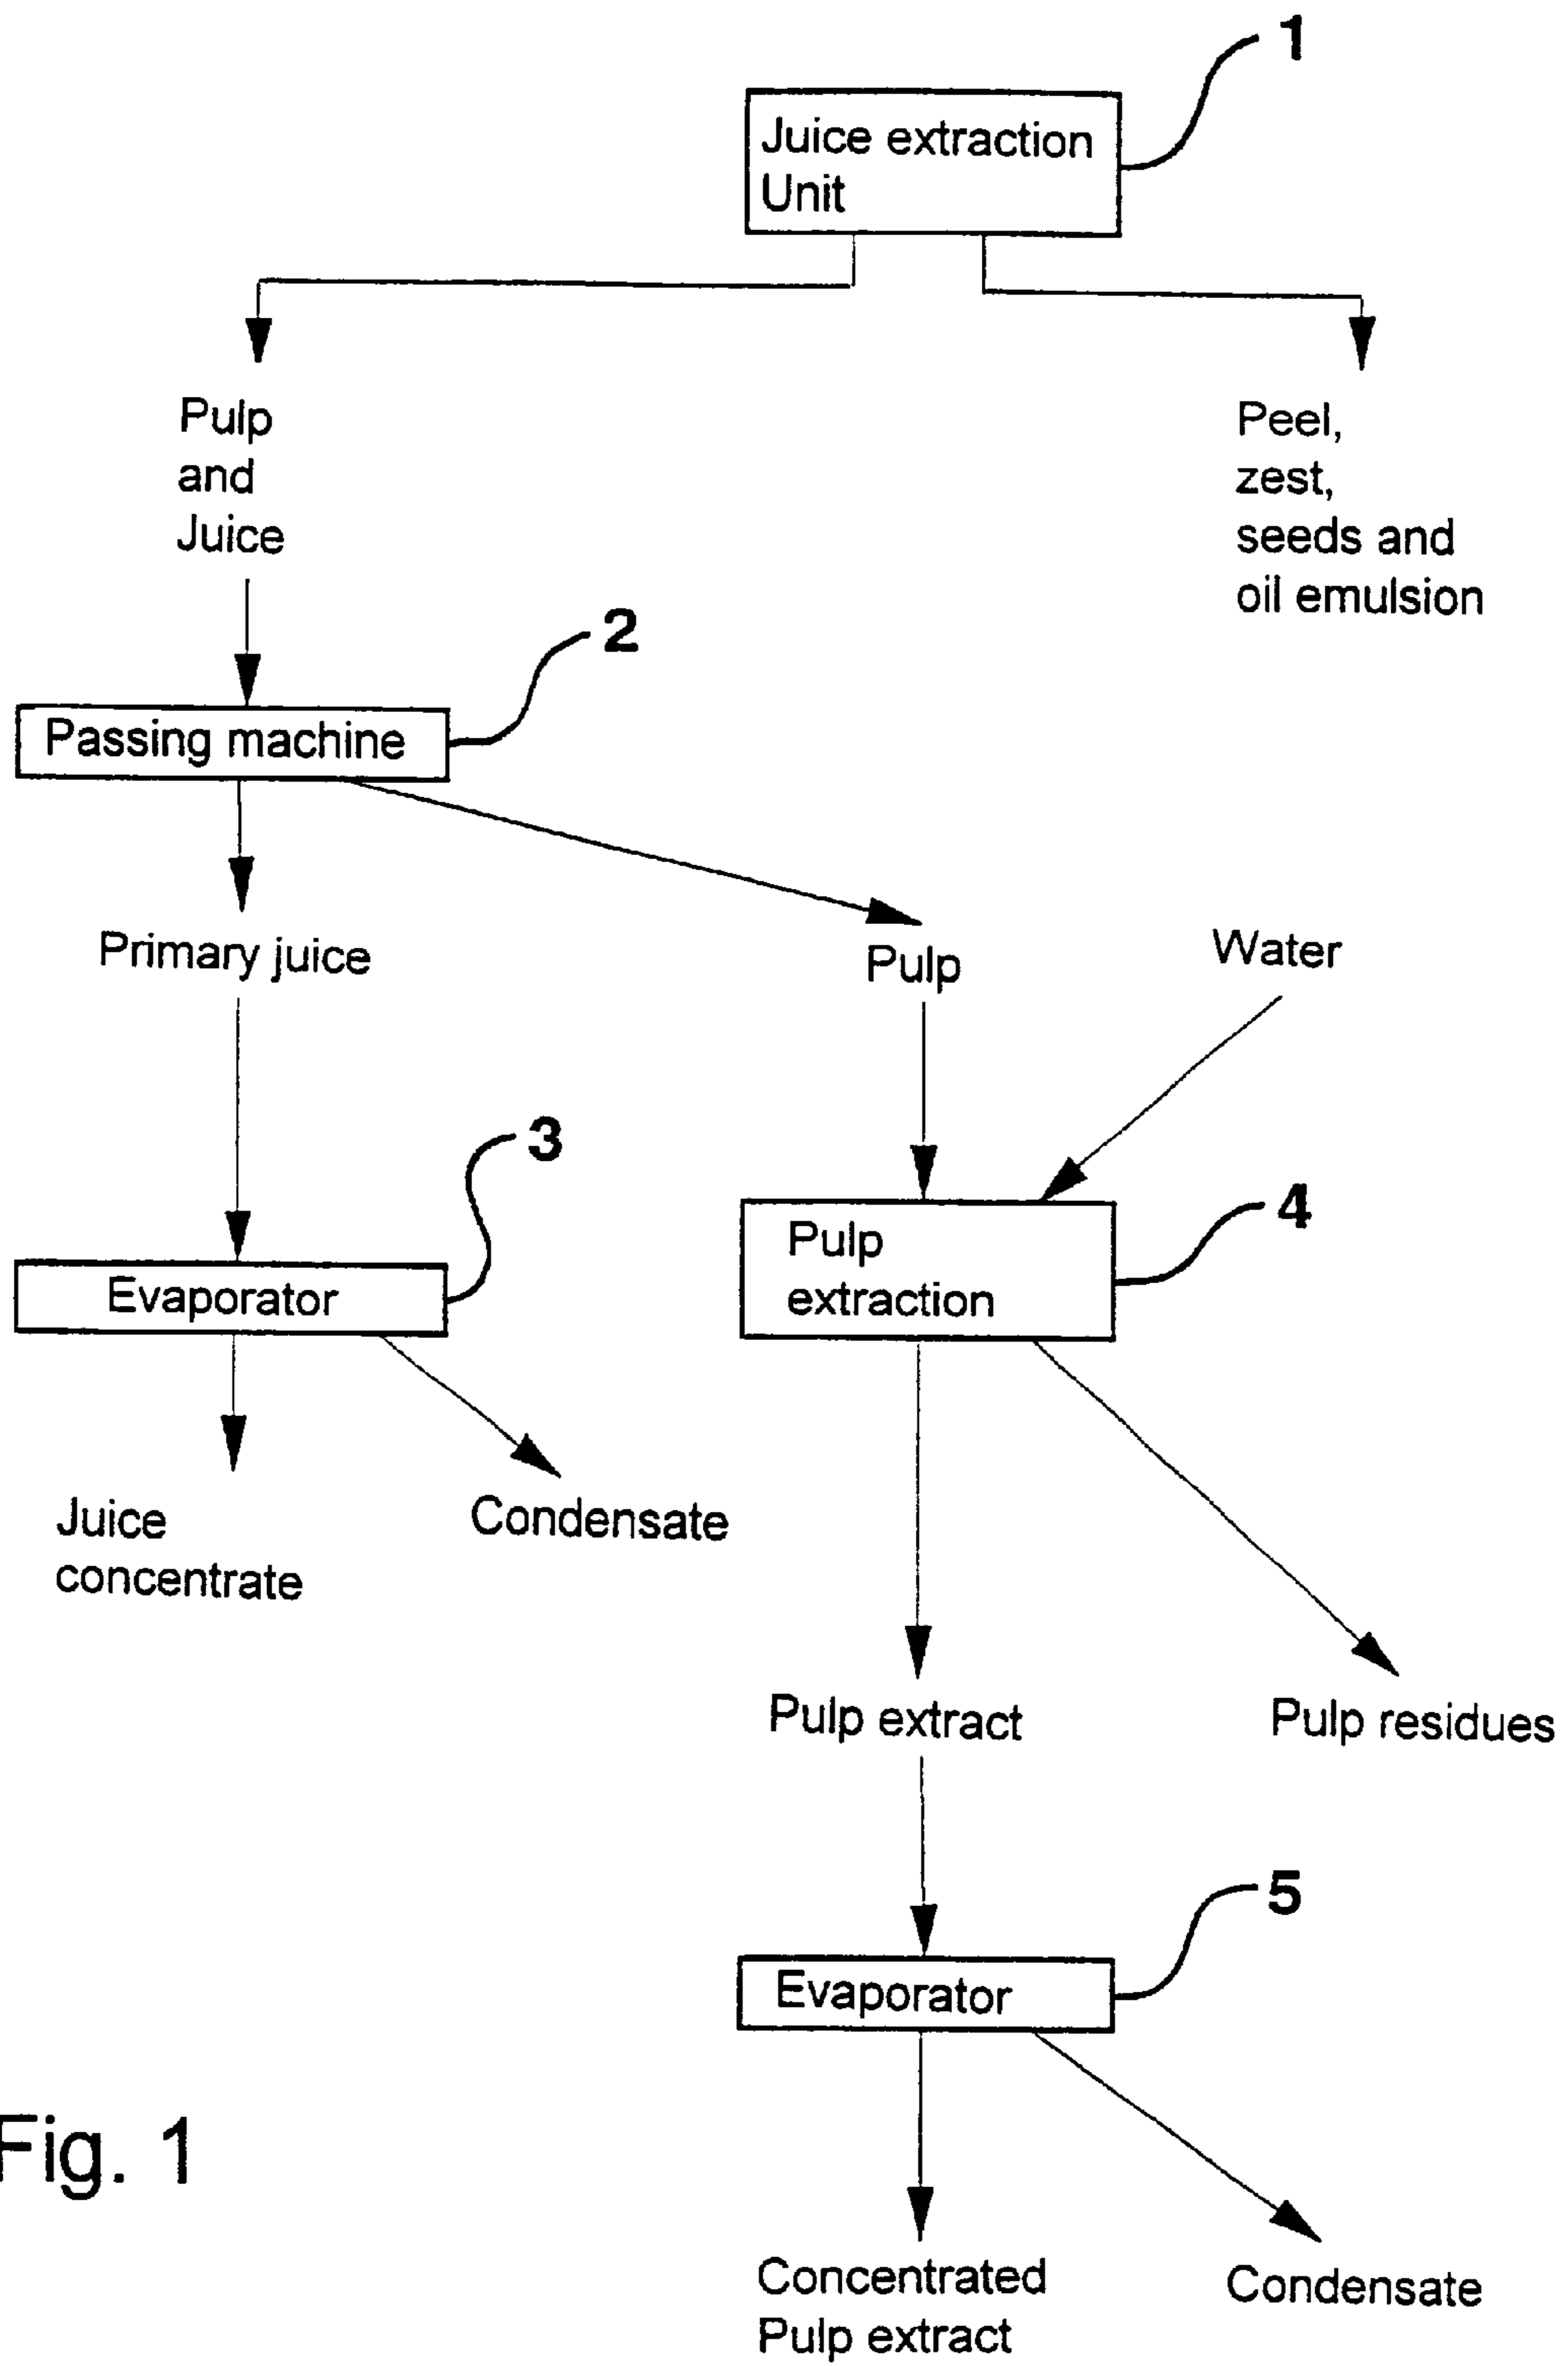 1
Juice extraction
Unit
Pulp
and
Juice
Peel,
zest,
seeds and
oil emulsion
2
Passing machine
Primary juice
Pulp
Water
3
Evaporator
4
Pulp
extraction
Juice
concentrate
Condensate
Pulp extract
Pulp residues
5
Evaporator
Concentrated
Pulp extract
Condensate
Fig. 1